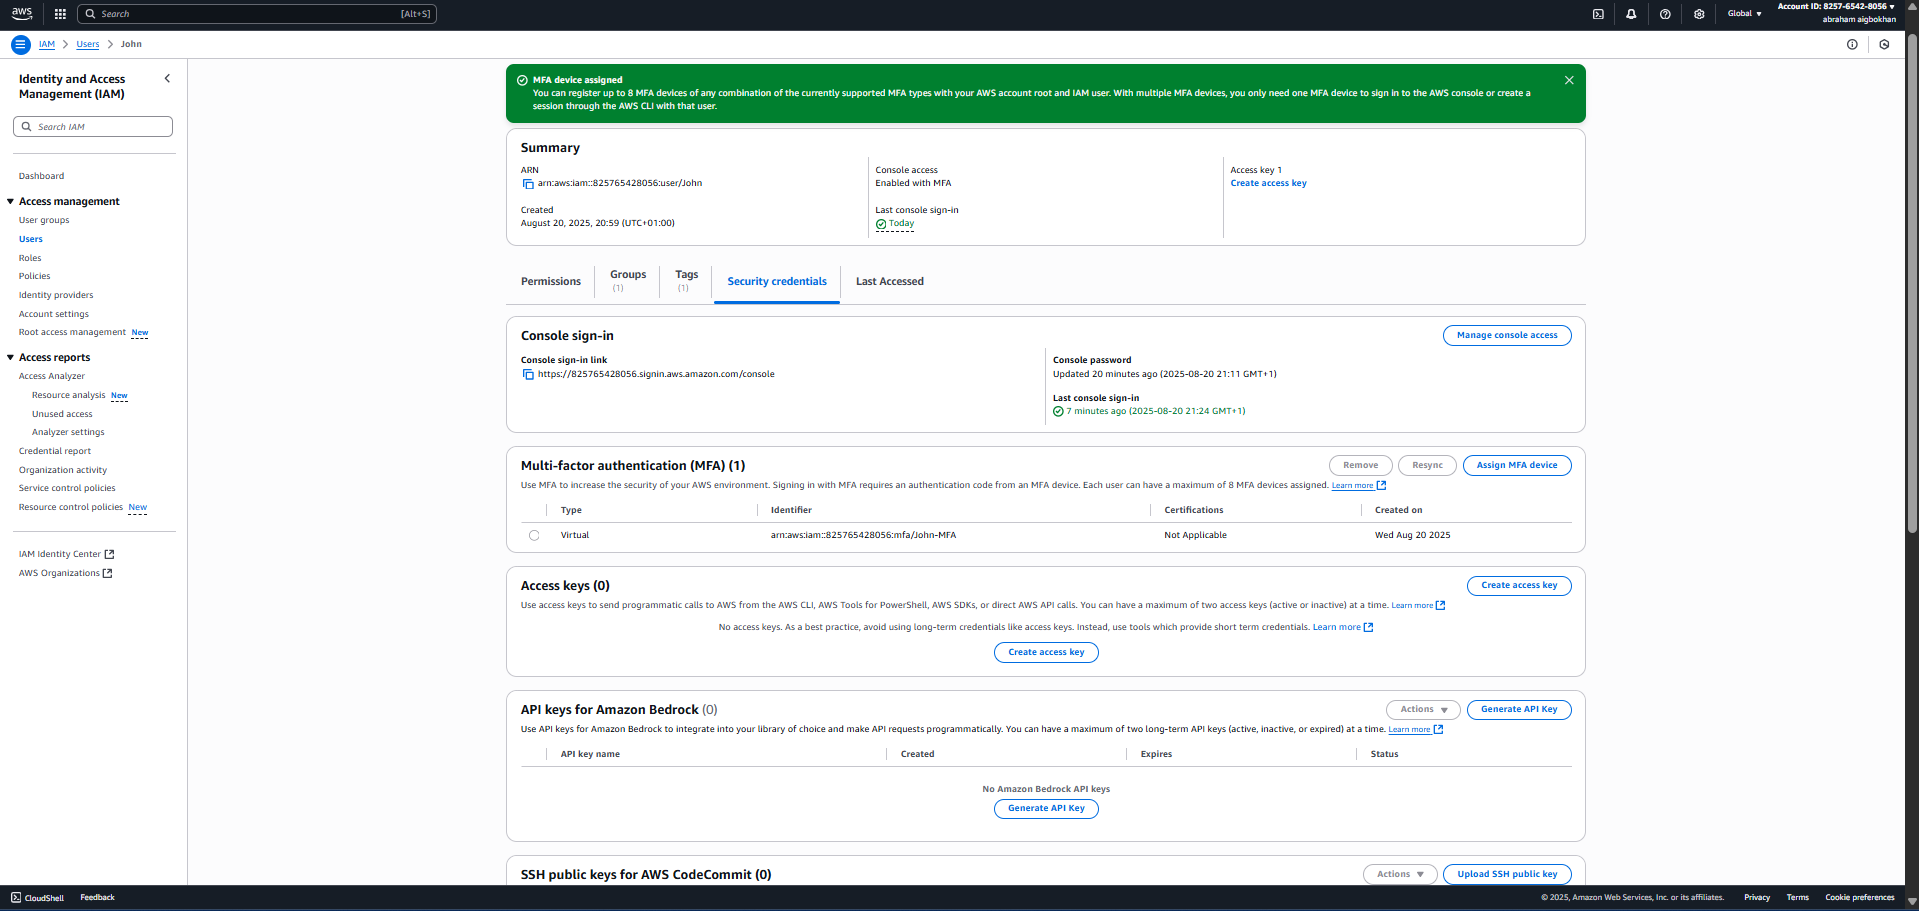 aws
Search [Alt+S]
Global
Account ID: 8257-6542-8056
abraham aigbokhan
IAM Users John
Identity and Access Management (IAM)
Search IAM
Dashboard
Access management
User groups
Users
Roles
Policies
Identity providers
Account settings
Root access management New
Access reports
Access Analyzer
Resource analysis New
Unused access
Analyzer settings
Credential report
Organization activity
Service control policies
Resource control policies New
IAM Identity Center
AWS Organizations
MFA device assigned
You can register up to 8 MFA devices of any combination of the currently supported MFA types with your AWS account root and IAM user. With multiple MFA devices, you only need one MFA device to sign in to the AWS console or create a
session through the AWS CLI with that user.
Summary
ARN
arn:aws:iam::825765428056:user/John
Created
August 20, 2025, 20:59 (UTC+01:00)
Console access
Enabled with MFA
Last console sign-in
Today
Access key 1
Create access key
Permissions
Groups
(1)
Tags
(1)
Security credentials
Last Accessed
Console sign-in
Manage console access
Console sign-in link
https://825765428056.signin.aws.amazon.com/console
Console password
Updated 20 minutes ago (2025-08-20 21:11 GMT+1)
Last console sign-in
7 minutes ago (2025-08-20 21:24 GMT+1)
Multi-factor authentication (MFA) (1)
Remove Resync Assign MFA device
Use MFA to increase the security of your AWS environment. Signing in with MFA requires an authentication code from an MFA device. Each user can have a maximum of 8 MFA devices assigned. Learn more
Type Identifier Certifications Created on
Virtual arn:aws:iam::825765428056:mfa/John-MFA Not Applicable Wed Aug 20 2025
Access keys (0)
Create access key
Use access keys to send programmatic calls to AWS from the AWS CLI, AWS Tools for PowerShell, AWS SDKs, or direct AWS API calls. You can have a maximum of two access keys (active or inactive) at a time. Learn more
No access keys. As a best practice, avoid using long-term credentials like access keys. Instead, use tools which provide short term credentials. Learn more
Create access key
API keys for Amazon Bedrock (0)
Actions Generate API Key
Use API keys for Amazon Bedrock to integrate into your library of choice and make API requests programmatically. You can have a maximum of two long-term API keys (active, inactive, or expired) at a time. Learn more
API key name Created Expires Status
No Amazon Bedrock API keys
Generate API Key
SSH public keys for AWS CodeCommit (0)
Actions Upload SSH public key
CloudShell Feedback
© 2025, Amazon Web Services, Inc. or its affiliates. Privacy Terms Cookie preferences